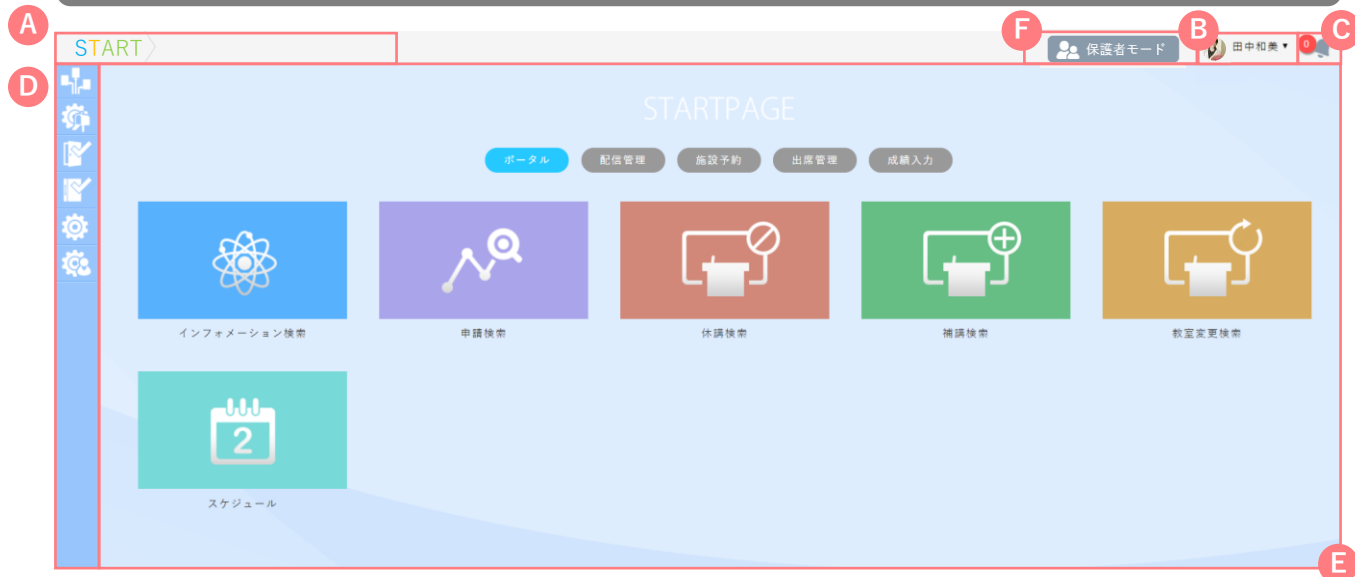 A
START
F
保護者モード
B
田中和美▼
0
C
D
STARTPAGE
ポータル
配信管理
施設予約
出席管理
成績入力
インフォメーション検索
申請検索
休講検索
補講検索
教室変更検索
2
スケジュール
E